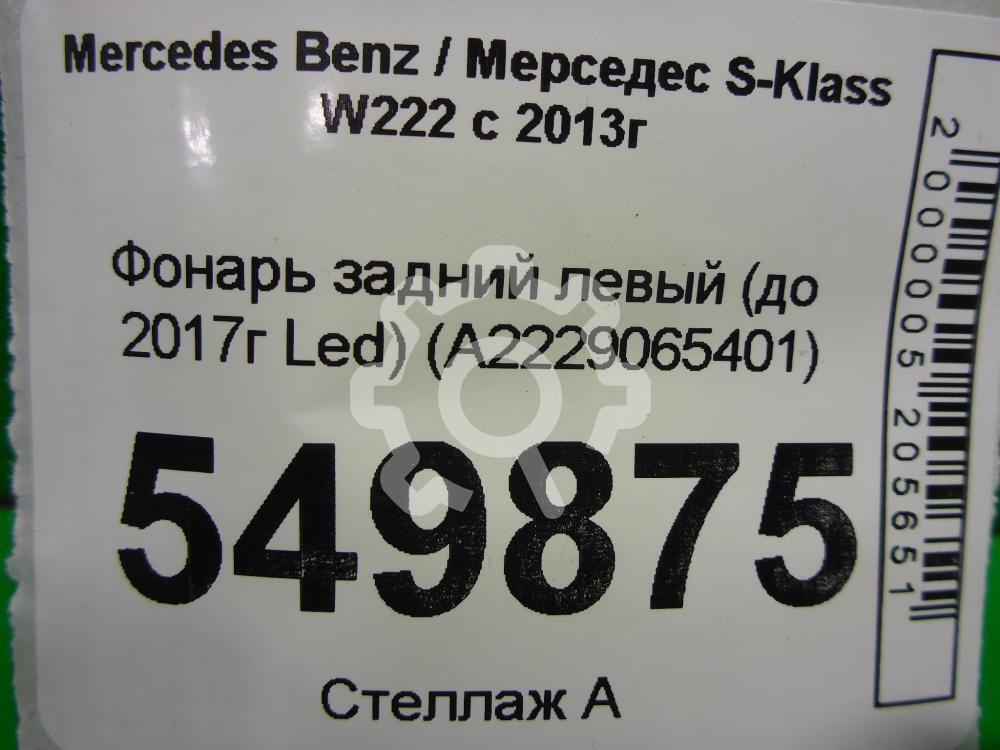 Mercedes Benz / Мерседес S-Klass
W222 с 2013г
Фонарь задний левый (до
2017г Led) (A2229065401)
549875
Стеллаж А
2000005205651